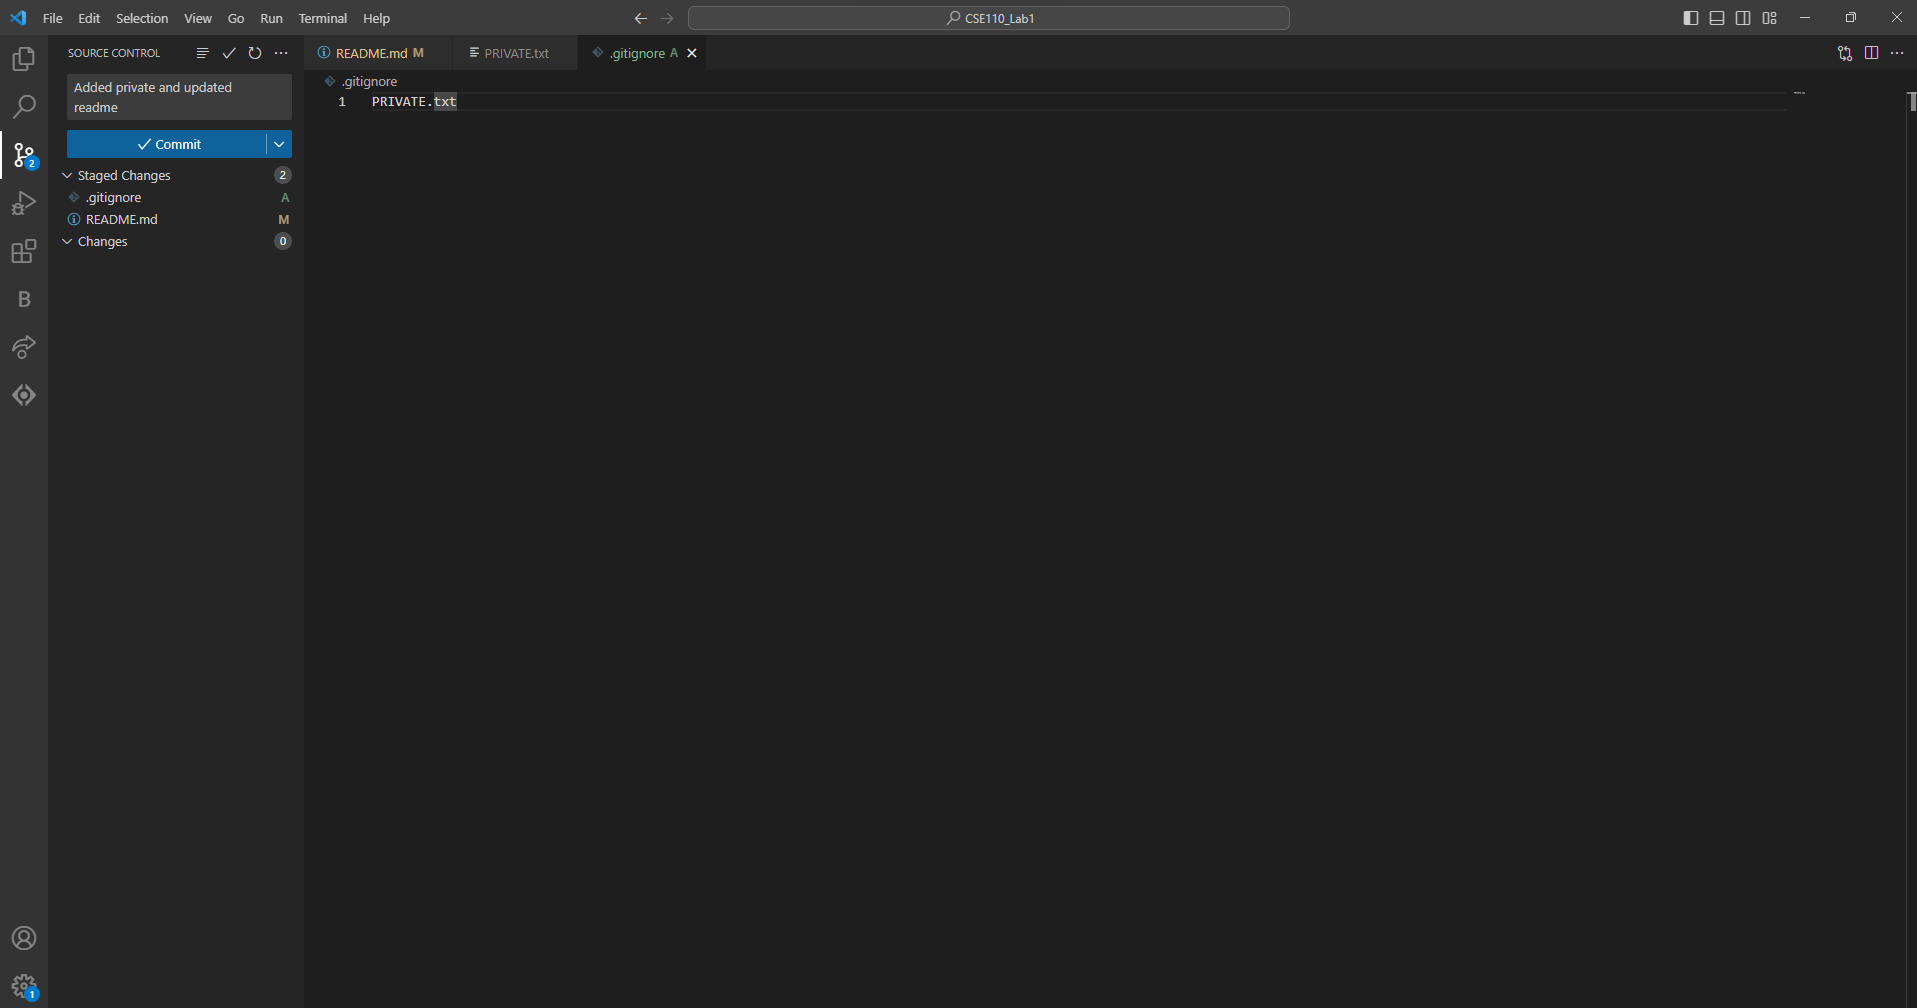 File Edit Selection View Go Run Terminal Help
CSE110_Lab1
SOURCE CONTROL
README.md M
PRIVATE.txt
.gitignore A
Added private and updated
readme
.gitignore
1 PRIVATE.txt
Commit
Staged Changes 2
.gitignore A
README.md M
Changes 0
2
B
1